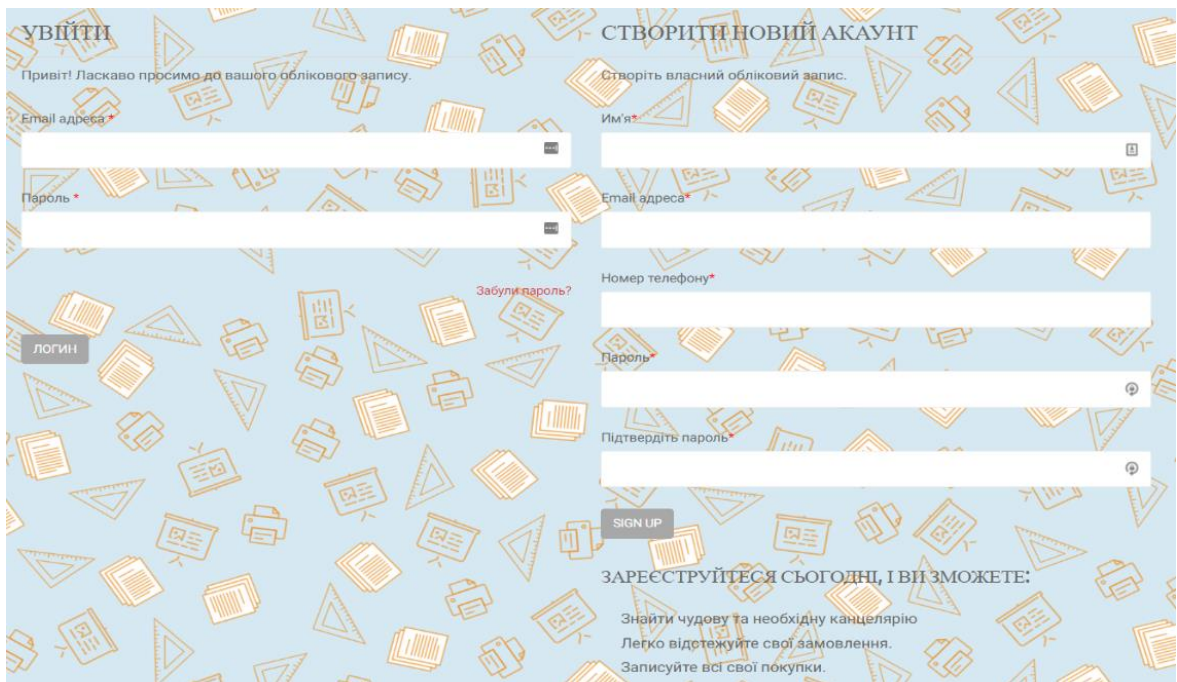 УВІЙТИ
Привіт! Ласкаво просимо до вашого облікового запису.
Email адреса *
Пароль *
Забули пароль?
ЛОГИН
СТВОРИТИ НОВИЙ АКАУНТ
Створіть власний обліковий запис.
Им'я*
Email адреса*
Номер телефону*
Пароль*
Підтвердіть пароль*
SIGN UP
ЗАРЕЄСТРУЙТЕСЯ СЬОГОДНІ, І ВИ ЗМОЖЕТЕ:
Знайти чудову та необхідну канцелярію
Легко відстежуйте свої замовлення.
Записуйте всі свої покупки.